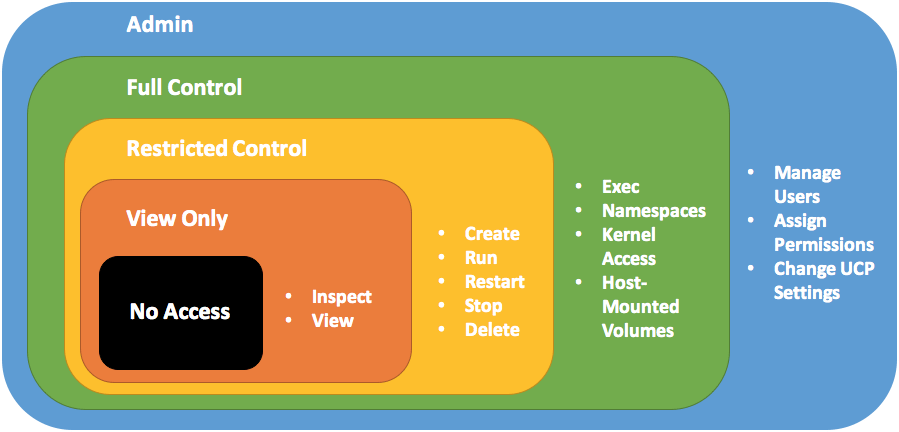 Admin
Full Control
Restricted Control
View Only
No Access
• Inspect
• View
• Create
• Run
• Restart
• Stop
• Delete
• Exec
• Namespaces
• Kernel
Access
• Host-
Mounted
Volumes
• Manage
Users
• Assign
Permissions
• Change UCP
Settings